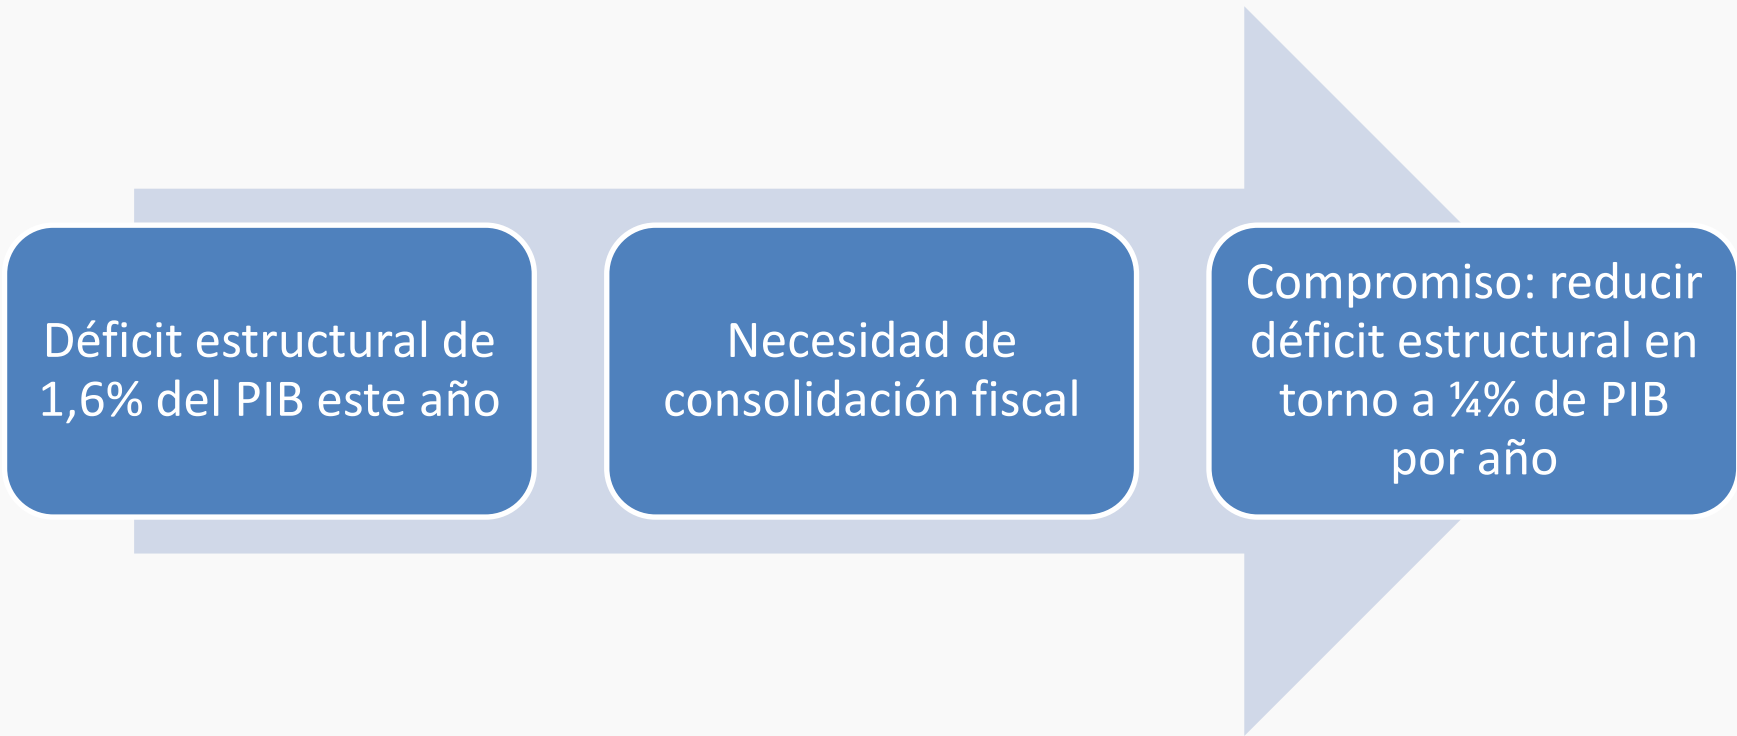 Déficit estructural de
1,6% del PIB este año
Necesidad de
consolidación fiscal
Compromiso: reducir
déficit estructural en
torno a ¼% de PIB
por año